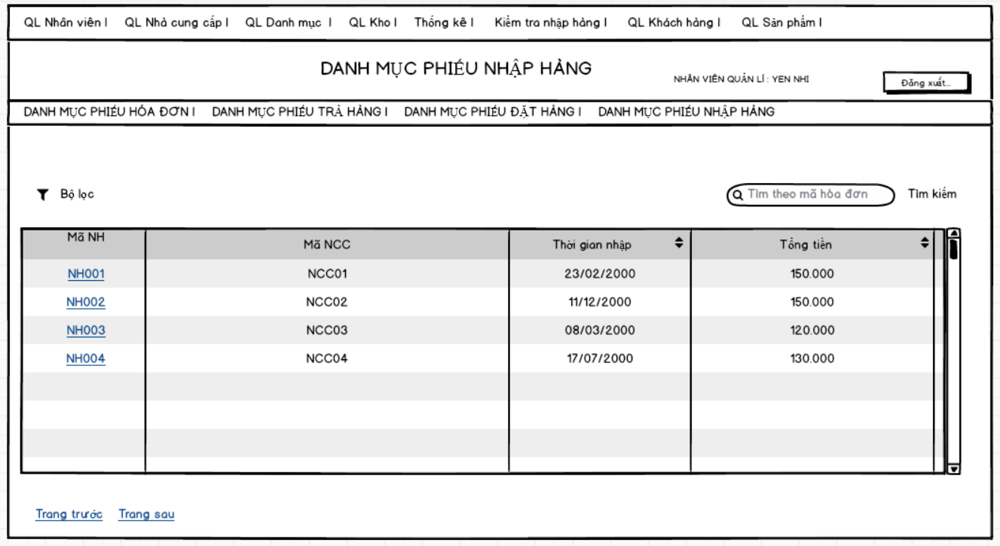 QL Nhân viên | QL Nhà cung cấp | QL Danh mục | QL Kho | Thống kê | Kiểm tra nhập hàng | QL Khách hàng | QL Sản phẩm |
DANH MỤC PHIẾU NHẬP HÀNG
NHÂN VIÊN QUẢN LÍ : YEN NHI
Đăng xuất...
DANH MỤC PHIẾU HÓA ĐƠN | DANH MỤC PHIẾU TRẢ HÀNG | DANH MỤC PHIẾU ĐẶT HÀNG | DANH MỤC PHIẾU NHẬP HÀNG
Bộ lọc
Tìm theo mã hóa đơn
Tìm kiếm
Mã NH Mã NCC Thời gian nhập Tổng tiền
NH001 NCC01 23/02/2000 150.000
NH002 NCC02 11/12/2000 150.000
NH003 NCC03 08/03/2000 120.000
NH004 NCC04 17/07/2000 130.000
Trang trước Trang sau